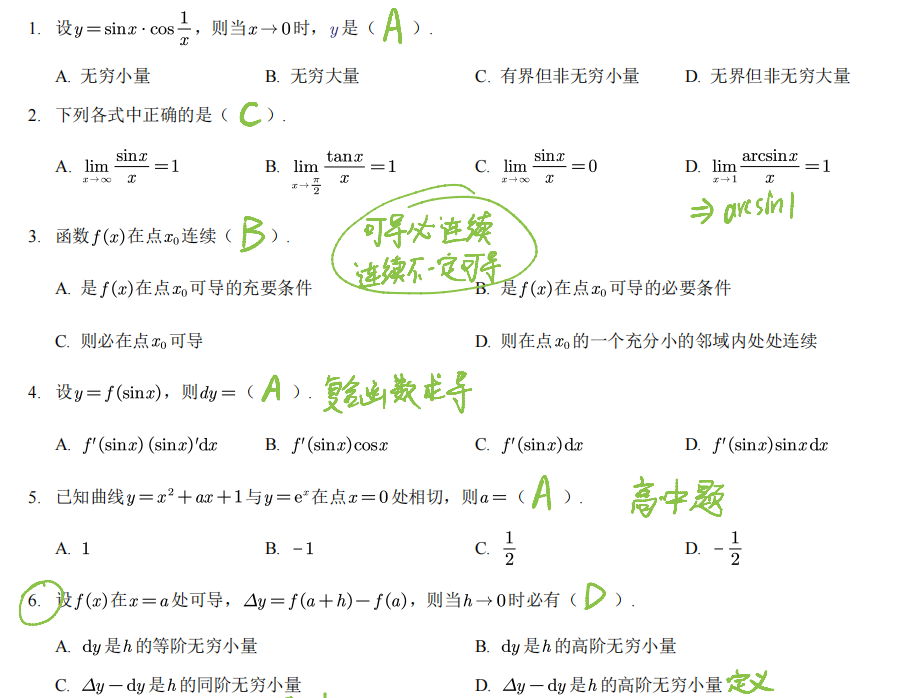 1. 设y=sinx·cos1/x，则当x→0时，y是（ A ）.
A. 无穷小量 B. 无穷大量 C. 有界但非无穷小量 D. 无界但非无穷大量
2. 下列各式中正确的是（ C ）.
A. lim x→∞ sinx/x=1 B. lim x→π/2 tanx/x=1 C. lim x→∞ sinx/x=0 D. lim x→1 arcsinx/x=1
⇒ arcsin1
3. 函数f(x)在点x₀连续（ B ）.
可导必连续
连续不一定可导
A. 是f(x)在点x₀可导的充要条件 B. 是f(x)在点x₀可导的必要条件
C. 则必在点x₀可导 D. 则在点x₀的一个充分小的邻域内处处连续
4. 设y=f(sinx)，则dy=（ A ）. 复合函数求导
A. f′(sinx)(sinx)′dx B. f′(sinx)cosx C. f′(sinx)dx D. f′(sinx)sinxdx
5. 已知曲线y=x²+ax+1与y=eˣ在点x=0处相切，则a=（ A ）. 高中题
A. 1 B. −1 C. 1/2 D. −1/2
6. 设f(x)在x=a处可导，Δy=f(a+h)−f(a)，则当h→0时必有（ D ）.
A. dy是h的等阶无穷小量 B. dy是h的高阶无穷小量
C. Δy−dy是h的同阶无穷小量 D. Δy−dy是h的高阶无穷小量 定义